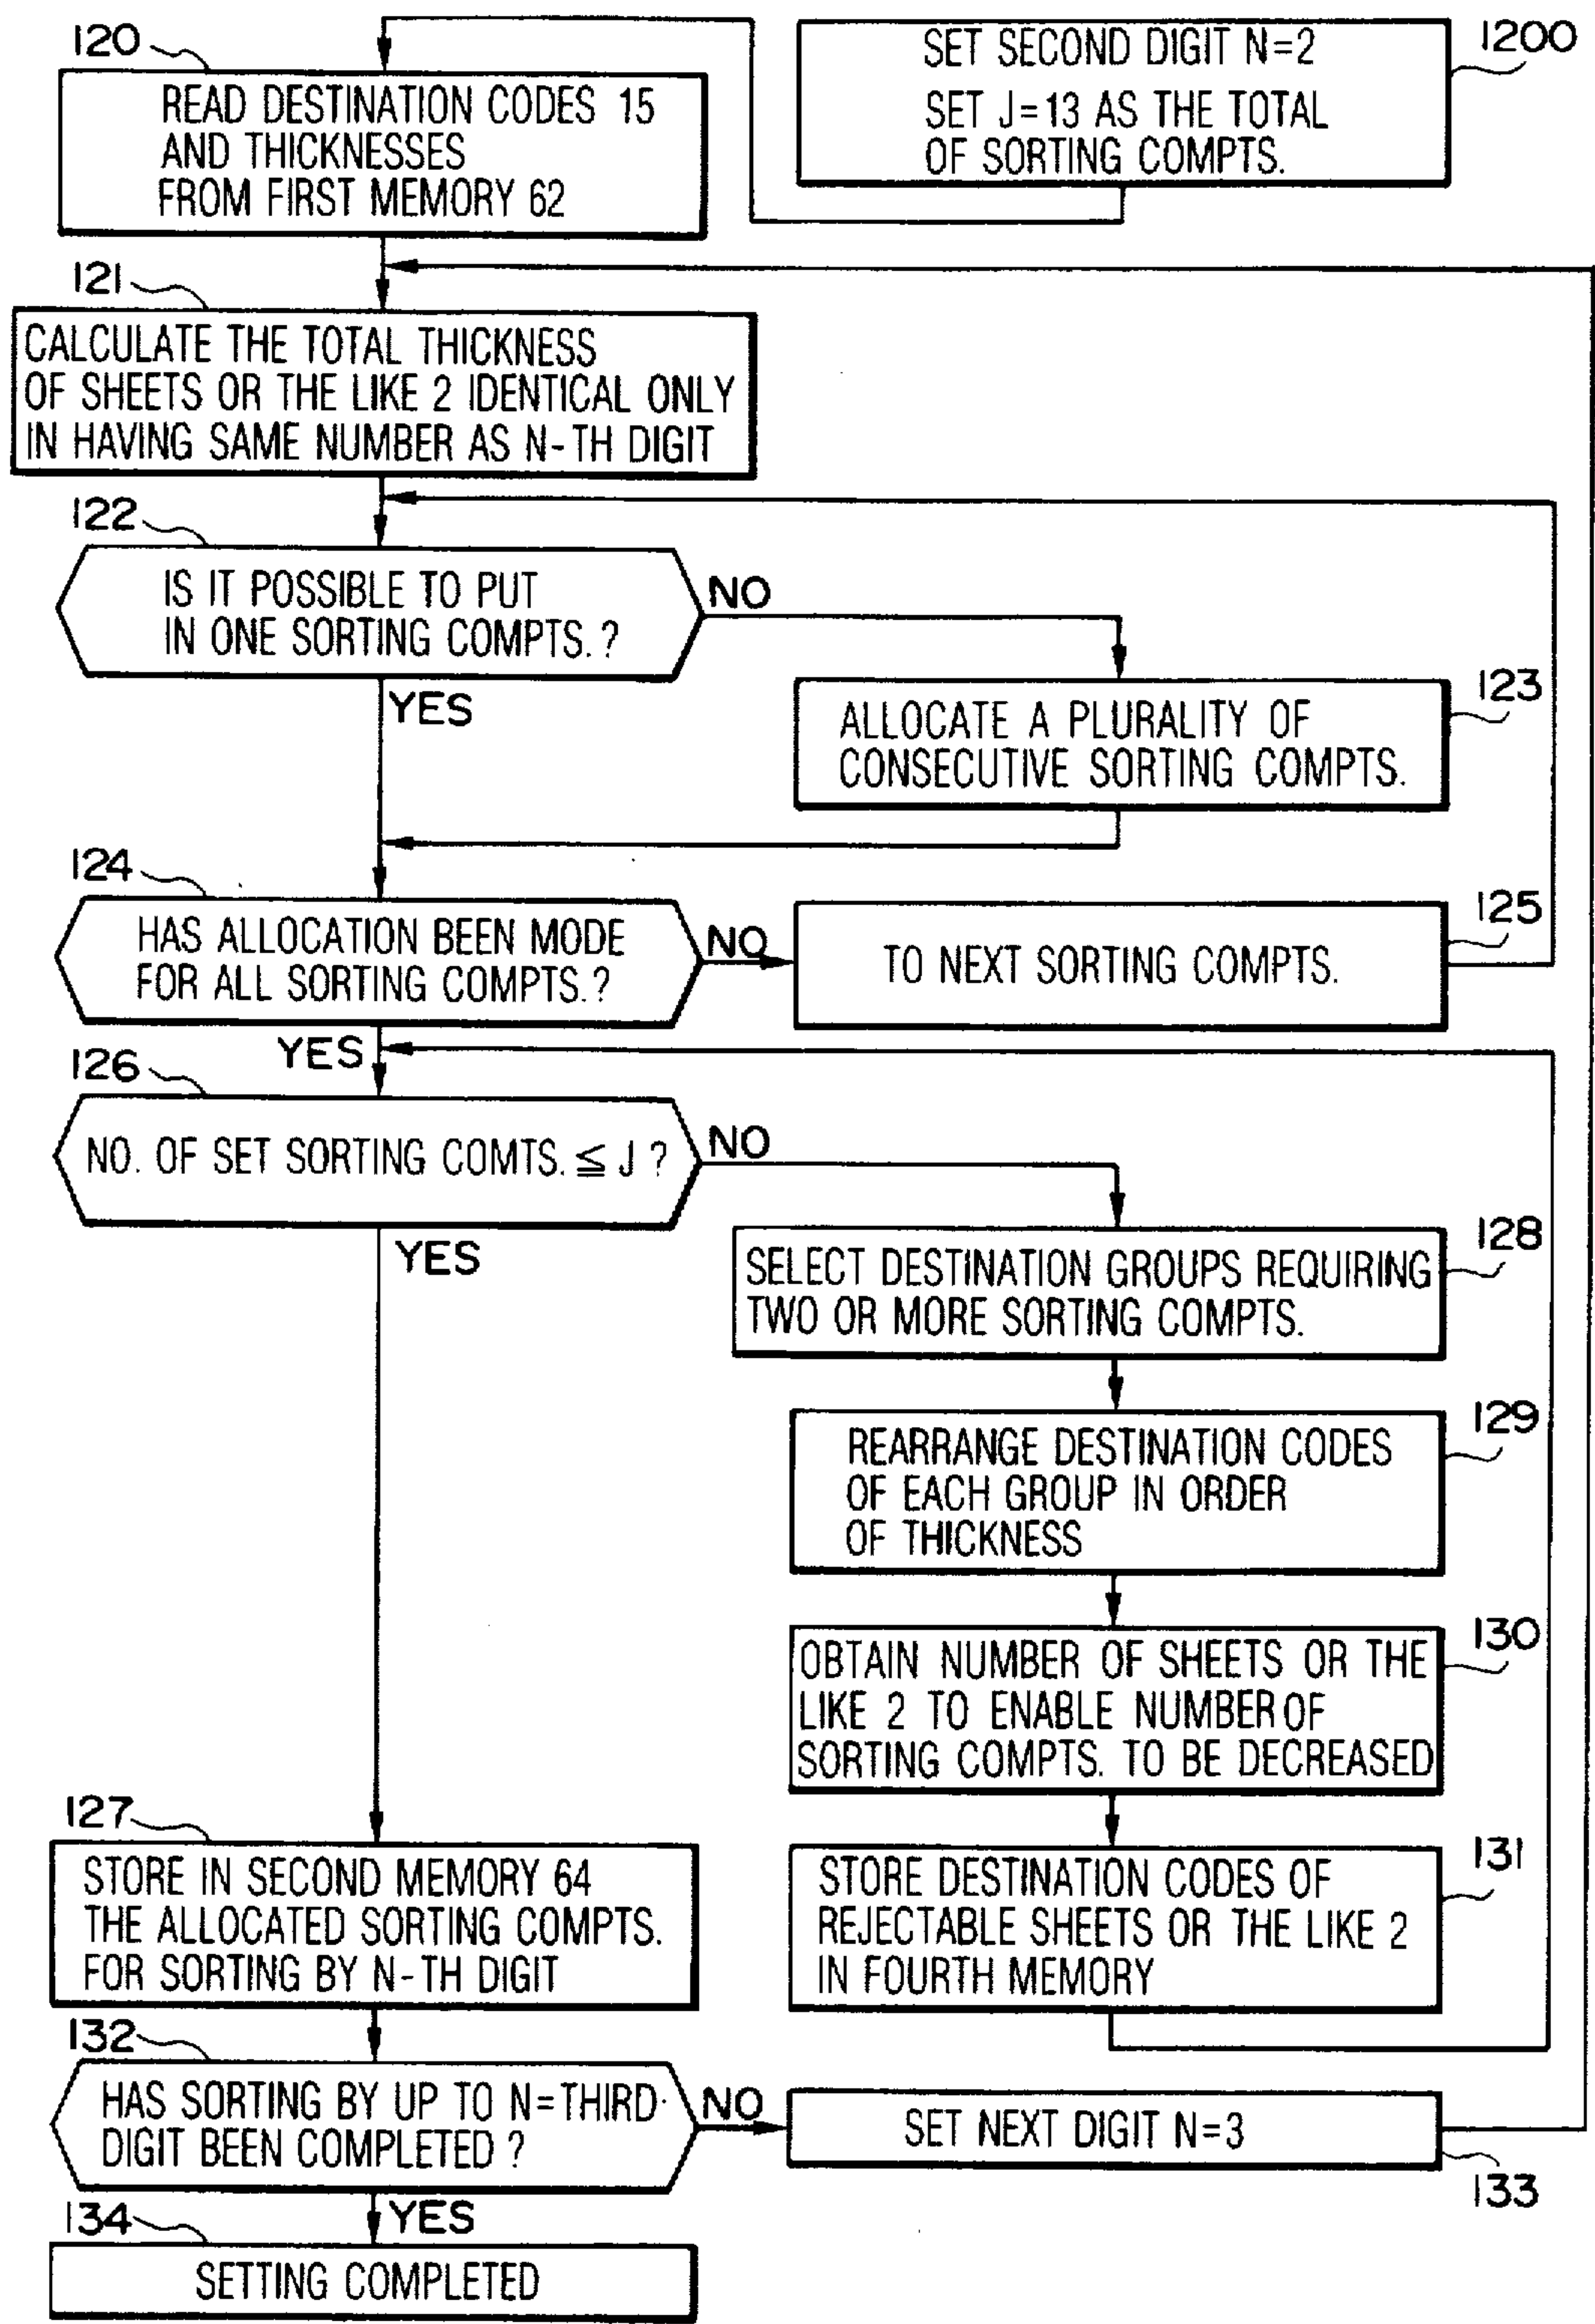 1200
SET SECOND DIGIT N=2
SET J=13 AS THE TOTAL
OF SORTING COMPTS.
120
READ DESTINATION CODES 15
AND THICKNESSES
FROM FIRST MEMORY 62
121
CALCULATE THE TOTAL THICKNESS
OF SHEETS OR THE LIKE 2 IDENTICAL ONLY
IN HAVING SAME NUMBER AS N-TH DIGIT
122
IS IT POSSIBLE TO PUT
IN ONE SORTING COMPTS.?
NO
YES
123
ALLOCATE A PLURALITY OF
CONSECUTIVE SORTING COMPTS.
124
HAS ALLOCATION BEEN MODE
FOR ALL SORTING COMPTS.?
NO
YES
125
TO NEXT SORTING COMPTS.
126
NO. OF SET SORTING COMTS. ≦ J ?
NO
YES
128
SELECT DESTINATION GROUPS REQUIRING
TWO OR MORE SORTING COMPTS.
129
REARRANGE DESTINATION CODES
OF EACH GROUP IN ORDER
OF THICKNESS
130
OBTAIN NUMBER OF SHEETS OR THE
LIKE 2 TO ENABLE NUMBER OF
SORTING COMPTS. TO BE DECREASED
131
STORE DESTINATION CODES OF
REJECTABLE SHEETS OR THE LIKE 2
IN FOURTH MEMORY
127
STORE IN SECOND MEMORY 64
THE ALLOCATED SORTING COMPTS.
FOR SORTING BY N-TH DIGIT
132
HAS SORTING BY UP TO N=THIRD
DIGIT BEEN COMPLETED ?
NO
YES
SET NEXT DIGIT N=3
133
134
SETTING COMPLETED